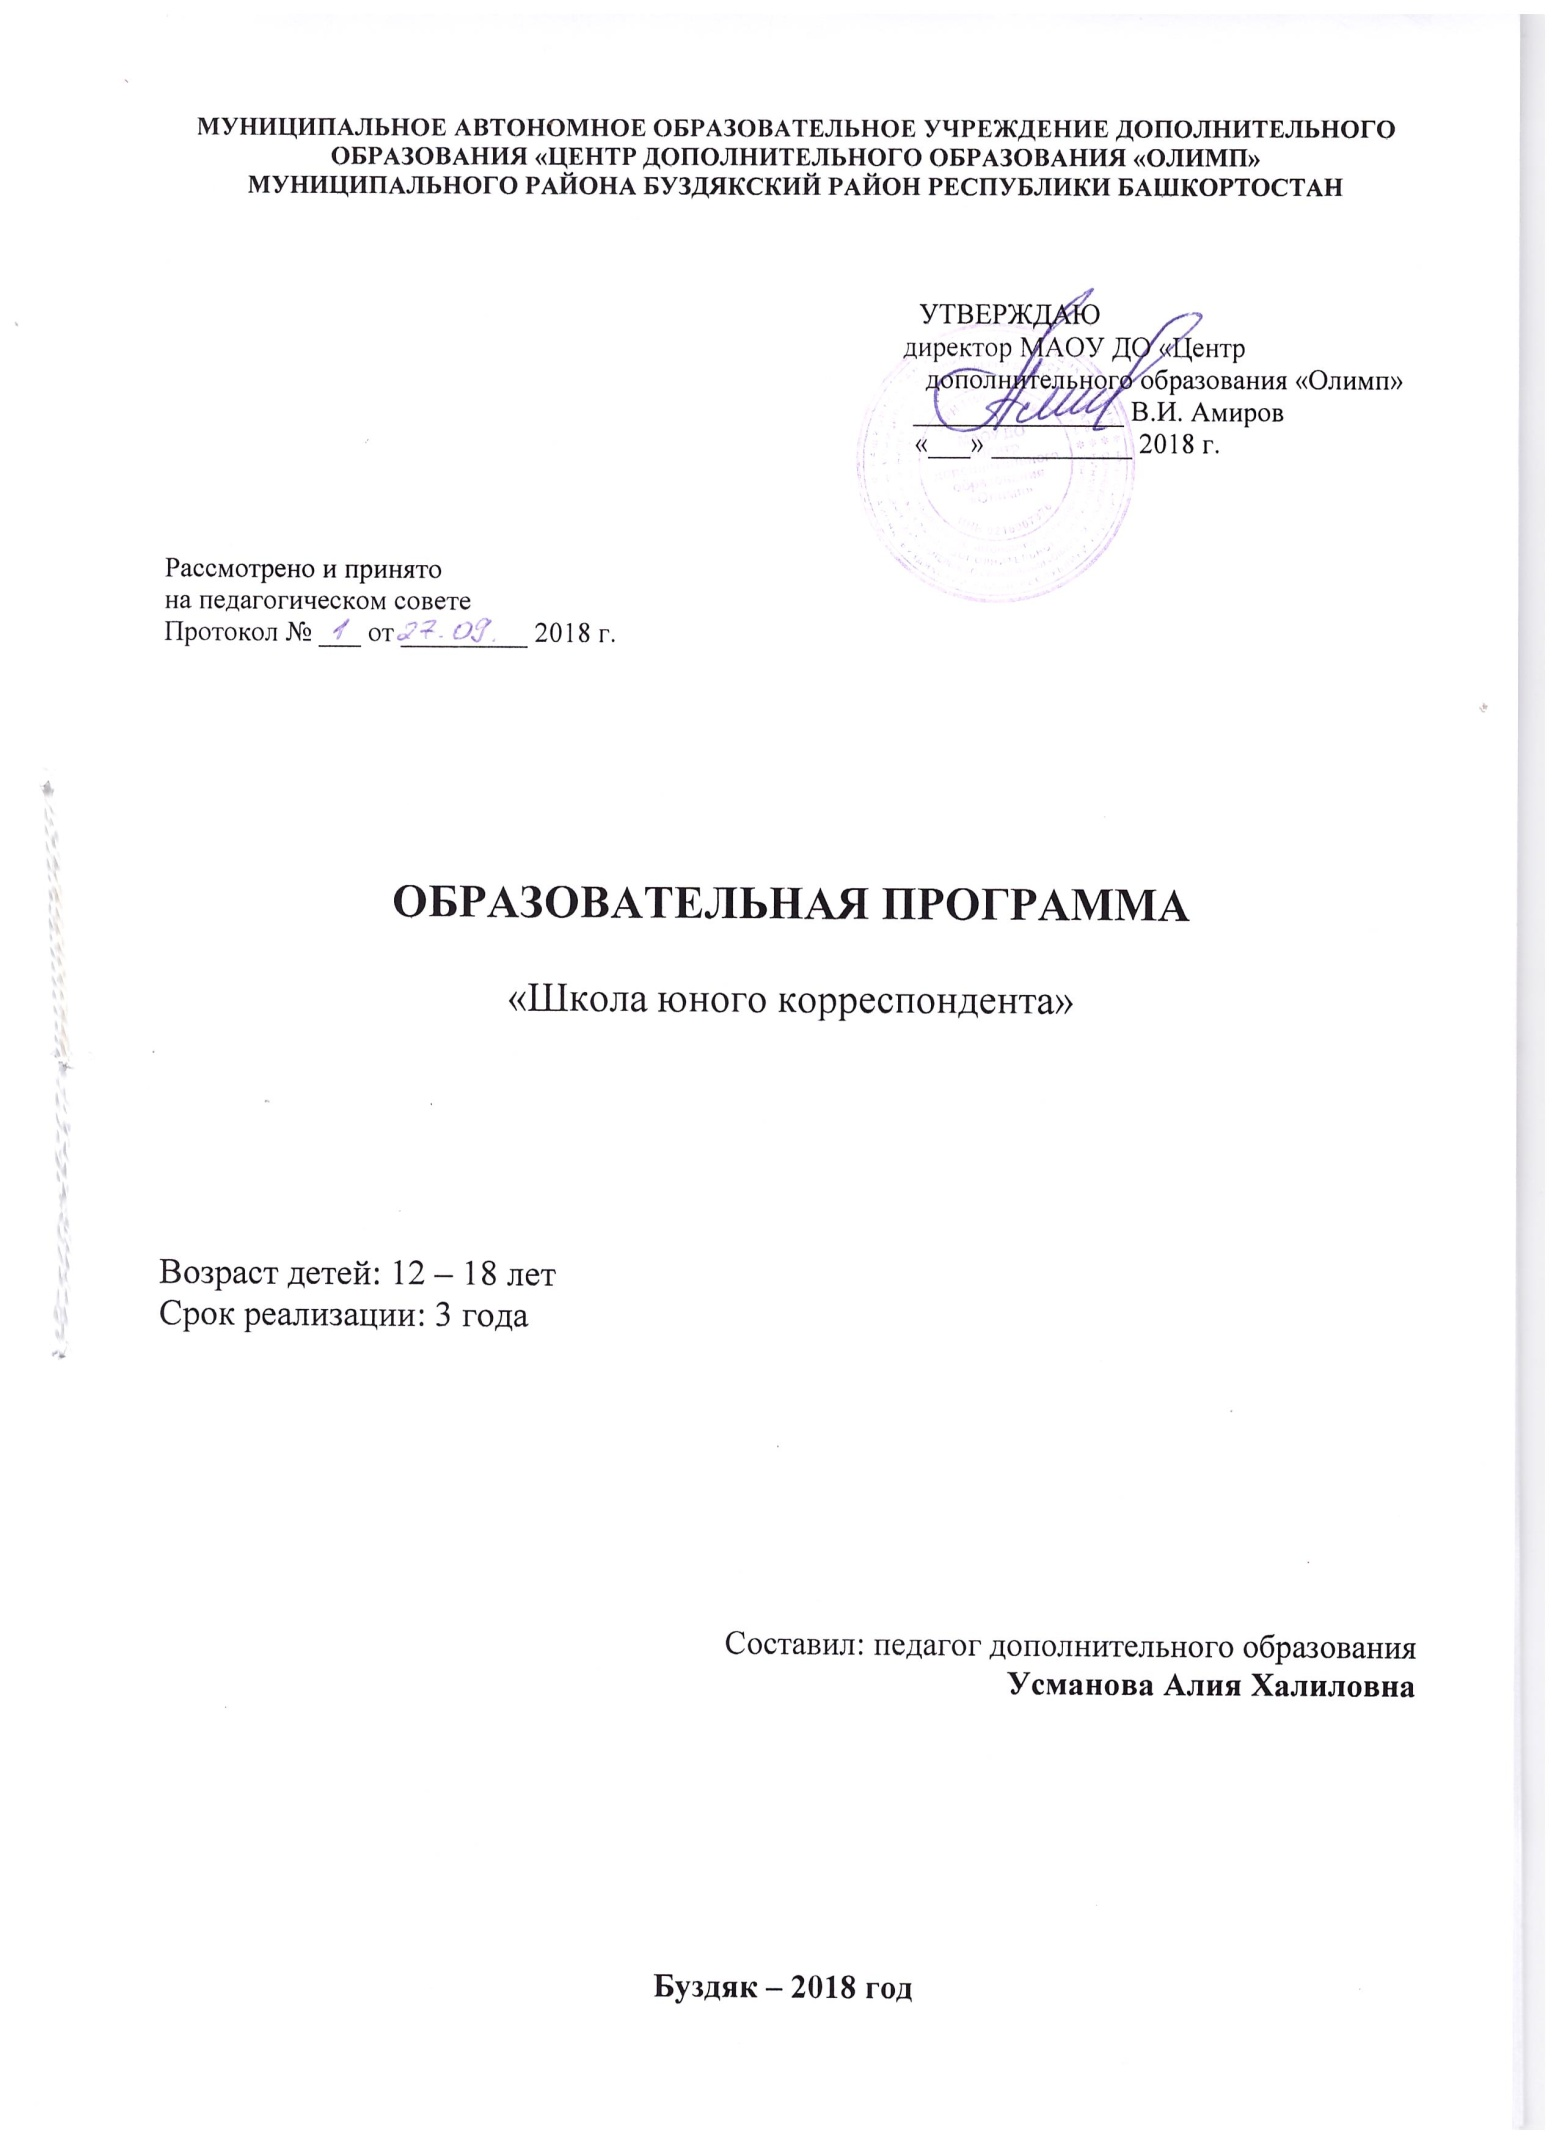 МУНИЦИПАЛЬНОЕ АВТОНОМНОЕ ОБРАЗОВАТЕЛЬНОЕ УЧРЕЖДЕНИЕ ДОПОЛНИТЕЛЬНОГО
ОБРАЗОВАНИЯ «ЦЕНТР ДОПОЛНИТЕЛЬНОГО ОБРАЗОВАНИЯ «ОЛИМП»
МУНИЦИПАЛЬНОГО РАЙОНА БУЗДЯКСКИЙ РАЙОН РЕСПУБЛИКИ БАШКОРТОСТАН
УТВЕРЖДАЮ
директор МАОУ ДО «Центр
дополнительного образования «Олимп»
_______________ В.И. Амиров
«___» __________ 2018 г.
Рассмотрено и принято
на педагогическом совете
Протокол № 1 от 27.09. 2018 г.
ОБРАЗОВАТЕЛЬНАЯ ПРОГРАММА
«Школа юного корреспондента»
Возраст детей: 12 – 18 лет
Срок реализации: 3 года
Составил: педагог дополнительного образования
Усманова Алия Халиловна
Буздяк – 2018 год